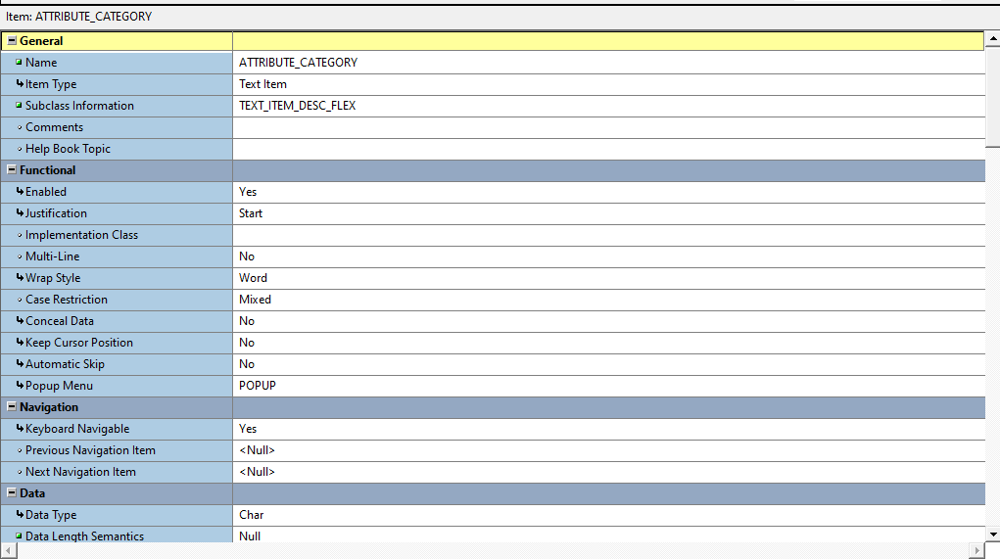 Item: ATTRIBUTE_CATEGORY
General
Name ATTRIBUTE_CATEGORY
Item Type Text Item
Subclass Information TEXT_ITEM_DESC_FLEX
Comments
Help Book Topic
Functional
Enabled Yes
Justification Start
Implementation Class
Multi-Line No
Wrap Style Word
Case Restriction Mixed
Conceal Data No
Keep Cursor Position No
Automatic Skip No
Popup Menu POPUP
Navigation
Keyboard Navigable Yes
Previous Navigation Item <Null>
Next Navigation Item <Null>
Data
Data Type Char
Data Length Semantics Null